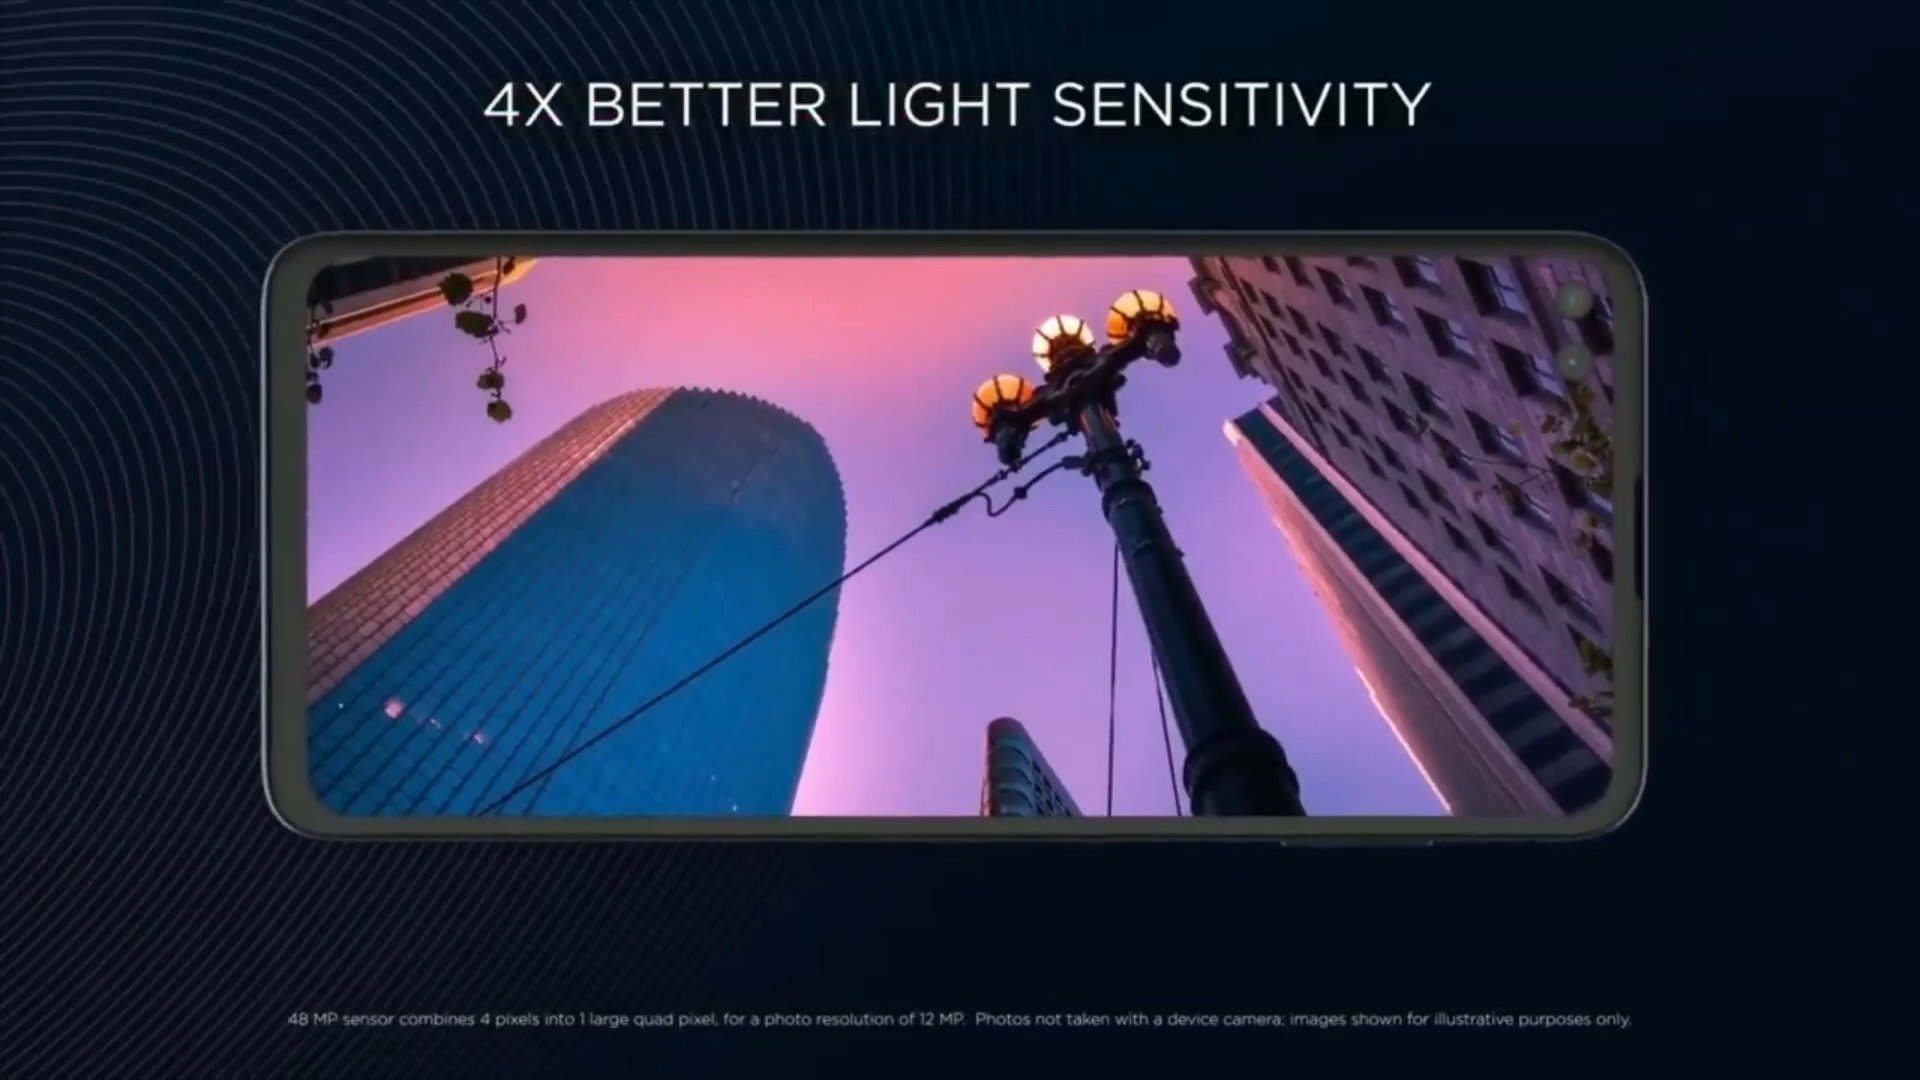 4X BETTER LIGHT SENSITIVITY
48 MP sensor combines 4 pixels into 1 large quad pixel, for a photo resolution of 12 MP. Photos not taken with a device camera; images shown for illustrative purposes only.